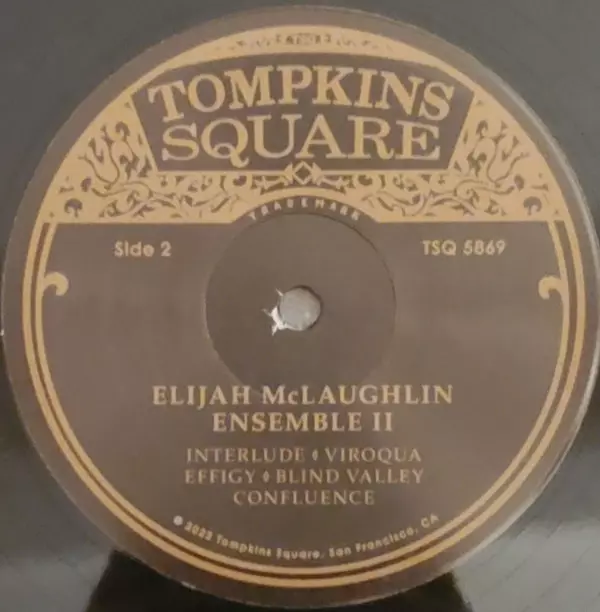 TOMPKINS
SQUARE
TRADEMARK
Side 2
TSQ 5869
ELIJAH McLAUGHLIN
ENSEMBLE II
INTERLUDE ♦ VIROQUA
EFFIGY ♦ BLIND VALLEY
CONFLUENCE
℗ 2022 Tompkins Square, San Francisco, CA